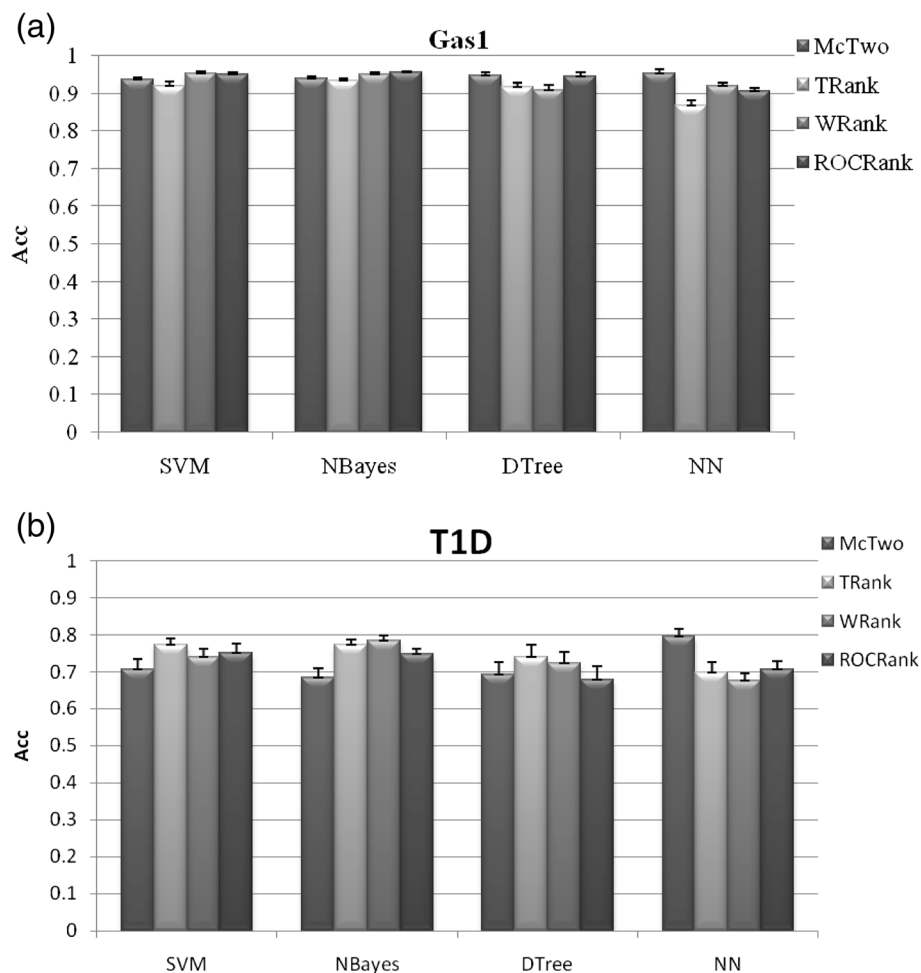 (a)
Gas1
McTwo
TRank
WRank
ROCRank
Acc
1
0.9
0.8
0.7
0.6
0.5
0.4
0.3
0.2
0.1
0
SVM NBayes DTree NN
(b)
T1D
McTwo
TRank
WRank
ROCRank
Acc
1
0.9
0.8
0.7
0.6
0.5
0.4
0.3
0.2
0.1
0
SVM NBayes DTree NN